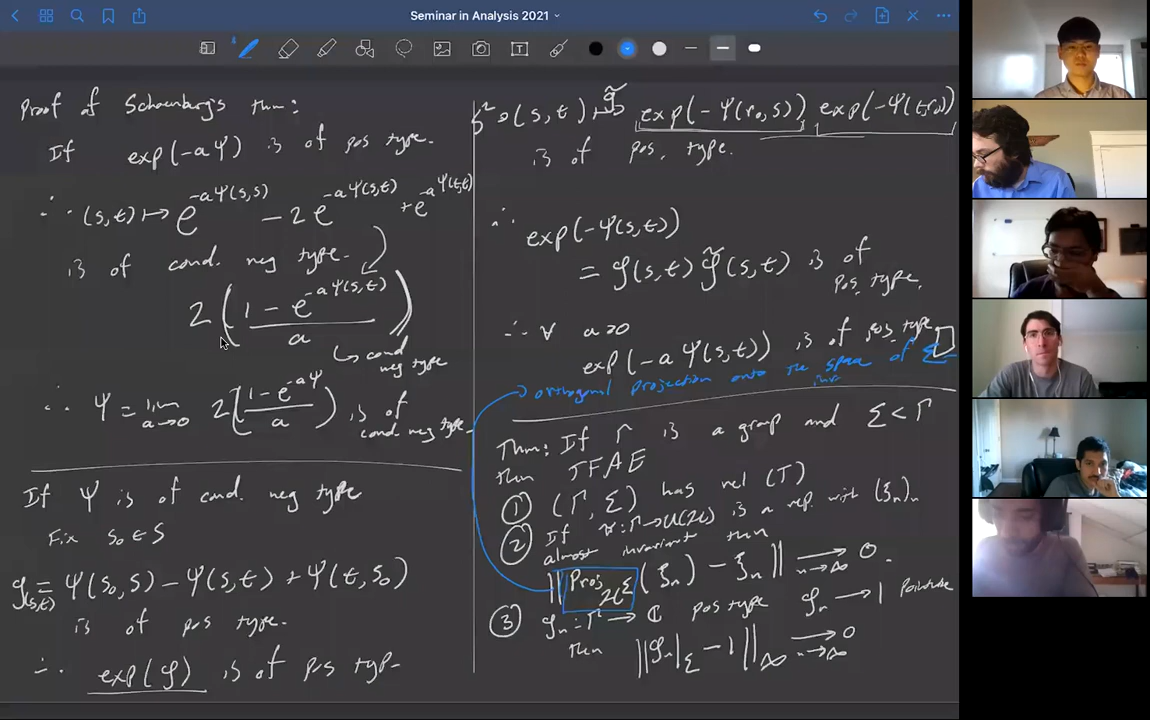 Seminar in Analysis 2021
Proof of Schoenberg's thm:
If exp(-aΨ) is of pos type.
∴ (s,t) ↦ e^{-aΨ(s,s)} - 2e^{-aΨ(s,t)} + e^{-aΨ(t,t)}
is of cond. neg type.
2((1 - e^{-aΨ(s,t)})/a)
↳ cond neg type
∴ Ψ = lim_{a→0} 2((1-e^{-aΨ})/a) is of cond neg type.
If Ψ is of cond. neg type
Fix s₀ ∈ S
φ(s,t) = Ψ(s₀,s) - Ψ(s,t) + Ψ(t,s₀)
is of pos type.
∴ exp(φ) is of pos typ-
(s,t) ↦ exp(-Ψ(r₀,s)) exp(-Ψ(t,r₀))
φ̃
is of pos. type.
∴ exp(-Ψ(s,t))
= φ(s,t) φ̃(s,t) is of pos. type.
∴ ∀ a>0
exp(-aΨ(s,t)) is of pos type □
→ orthogonal projection onto the space of Σ-
inv
Thm: If Γ is a group and Σ < Γ
then TFAE
① (Γ, Σ) has rel (T)
② If π: Γ → U(H) is a rep. with (ξₙ)ₙ
almost invariant then
||Proj_{H^Σ}(ξₙ) - ξₙ|| →_{n→∞} 0.
③ φₙ: Γ → ℂ pos type φₙ → 1 pointwise
then ||φₙ|_Σ - 1||_∞ →_{n→∞} 0